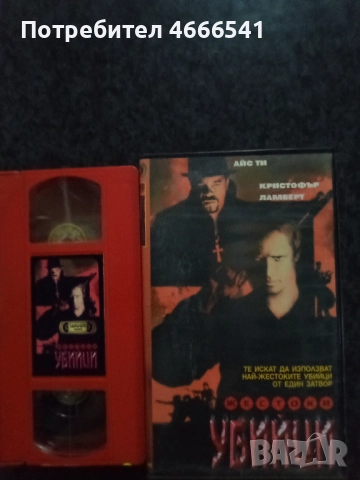 Потребител 4666541
АЙС ТИ
КРИСТОФЪР
ЛАМБЕРТ
ТЕ ИСКАТ ДА ИЗПОЛЗВАТ
НАЙ-ЖЕСТОКИТЕ УБИЙЦИ
ОТ ЕДИН ЗАТВОР
ЖЕСТОКИ
УБИЙЦИ
УБИЙЦИ
bazar